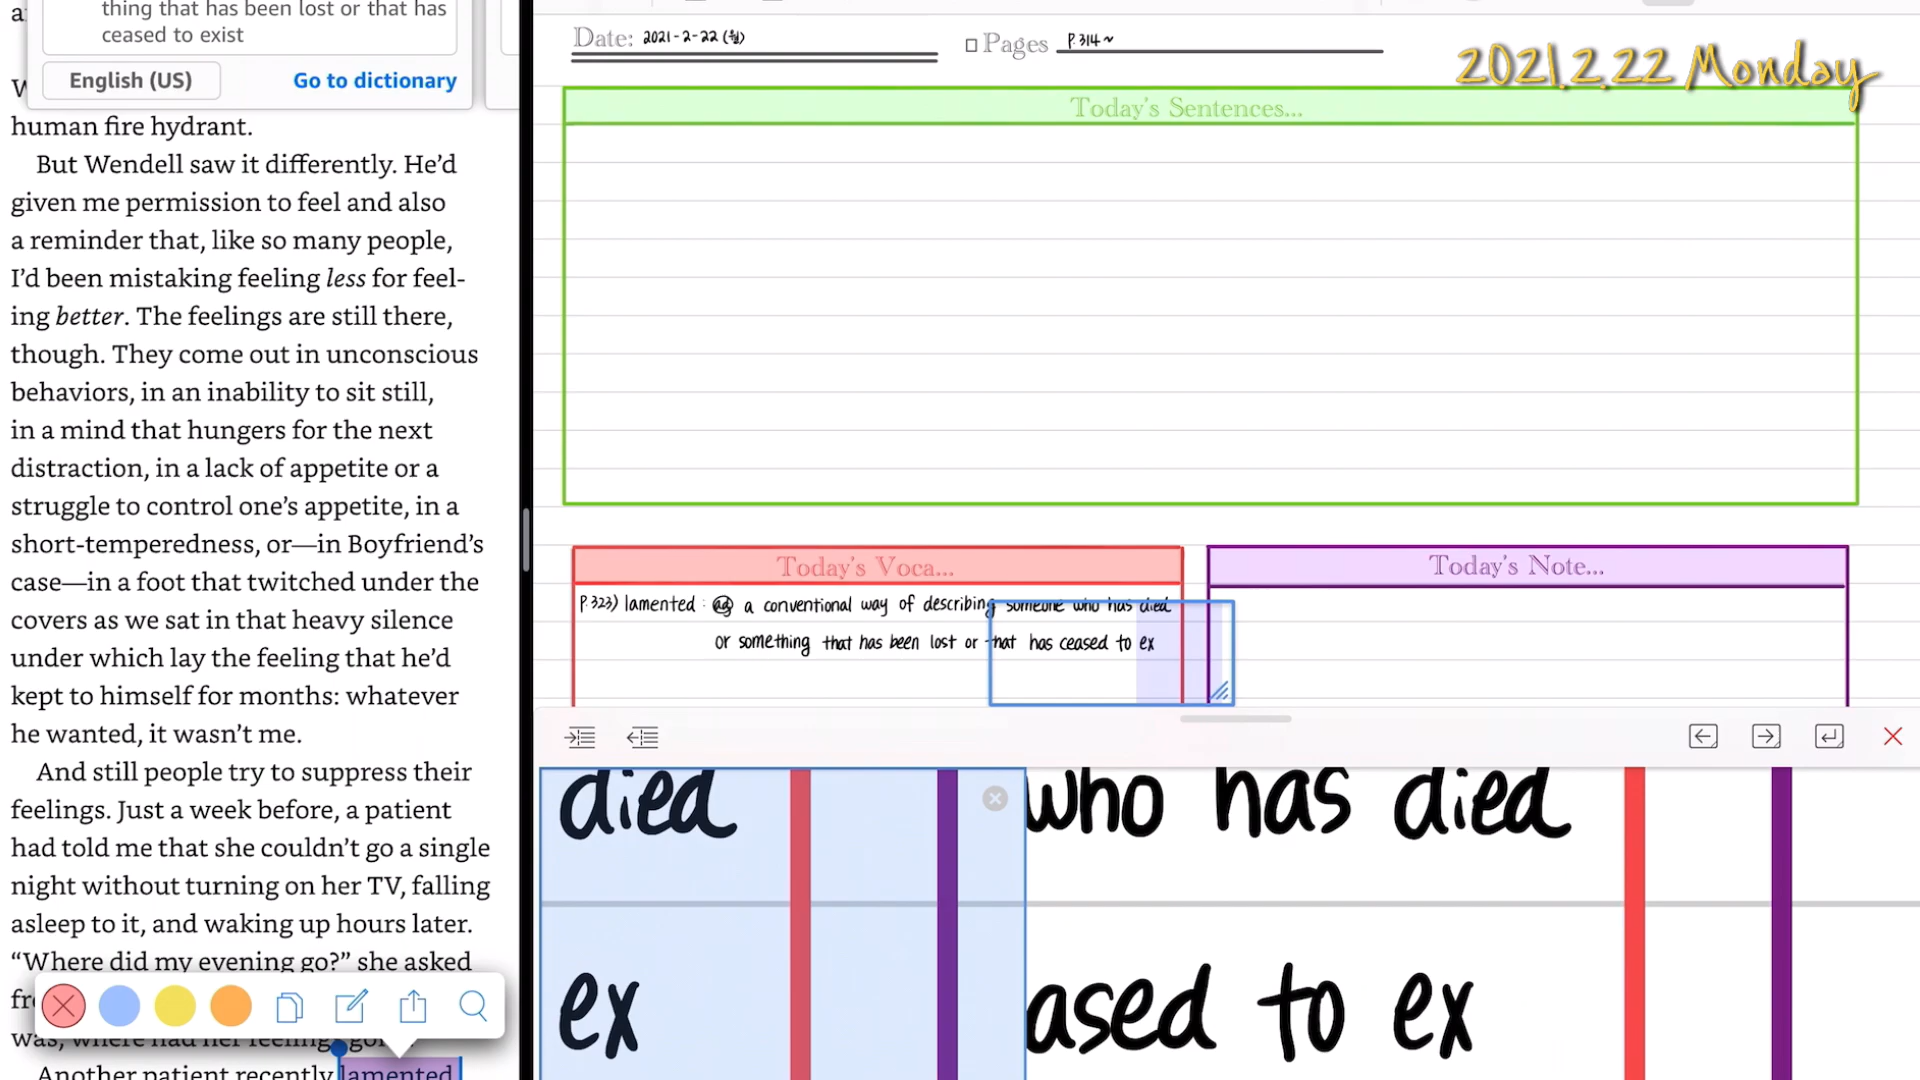 thing that has been lost or that has
ceased to exist
English (US) Go to dictionary
human fire hydrant.
But Wendell saw it differently. He’d
given me permission to feel and also
a reminder that, like so many people,
I’d been mistaking feeling less for feel-
ing better. The feelings are still there,
though. They come out in unconscious
behaviors, in an inability to sit still,
in a mind that hungers for the next
distraction, in a lack of appetite or a
struggle to control one’s appetite, in a
short-temperedness, or—in Boyfriend’s
case—in a foot that twitched under the
covers as we sat in that heavy silence
under which lay the feeling that he’d
kept to himself for months: whatever
he wanted, it wasn’t me.
And still people try to suppress their
feelings. Just a week before, a patient
had told me that she couldn’t go a single
night without turning on her TV, falling
asleep to it, and waking up hours later.
“Where did my evening go?” she asked
was, where had her feelings
Another patient recently lamented
Date: 2021-2-22 (월)
Pages P.314~
2021.2.22 Monday
Today's Sentences...
Today's Voca...
P.323) lamented : adj a conventional way of describing someone who has died
or something that has been lost or that has ceased to ex
Today's Note...
died who has died
ex ased to ex